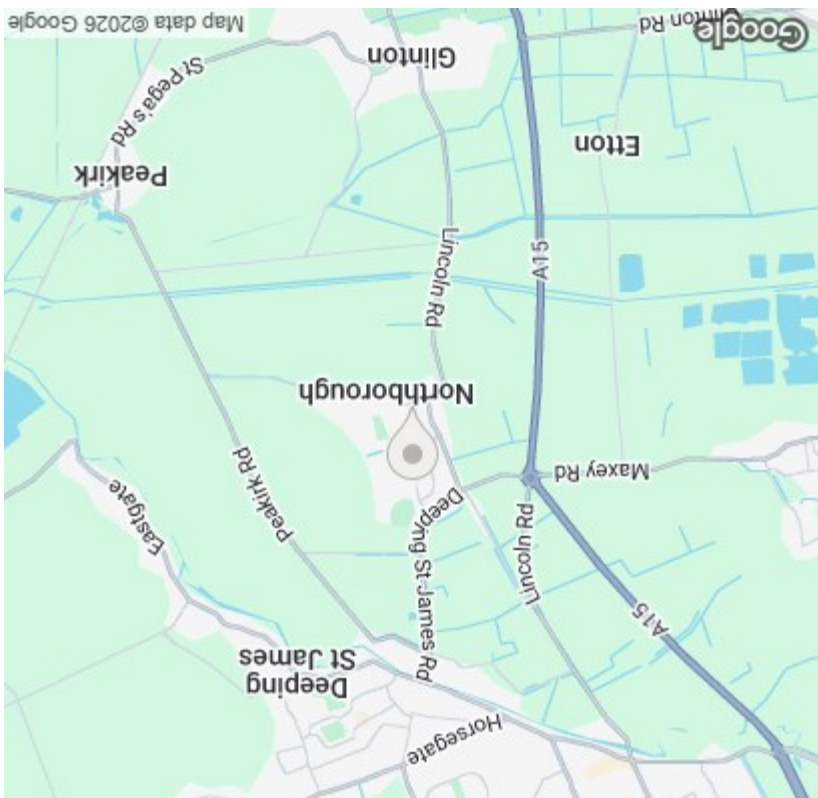 Horsegate
Deeping
St James
A15
Deeping St James Rd
Lincoln Rd
Eastgate
Peakirk Rd
Maxey Rd
Northborough
Lincoln Rd
A15
Peakirk
Etton
St Pega's Rd
Glinton
Glinton Rd
Google
Map data ©2026 Google